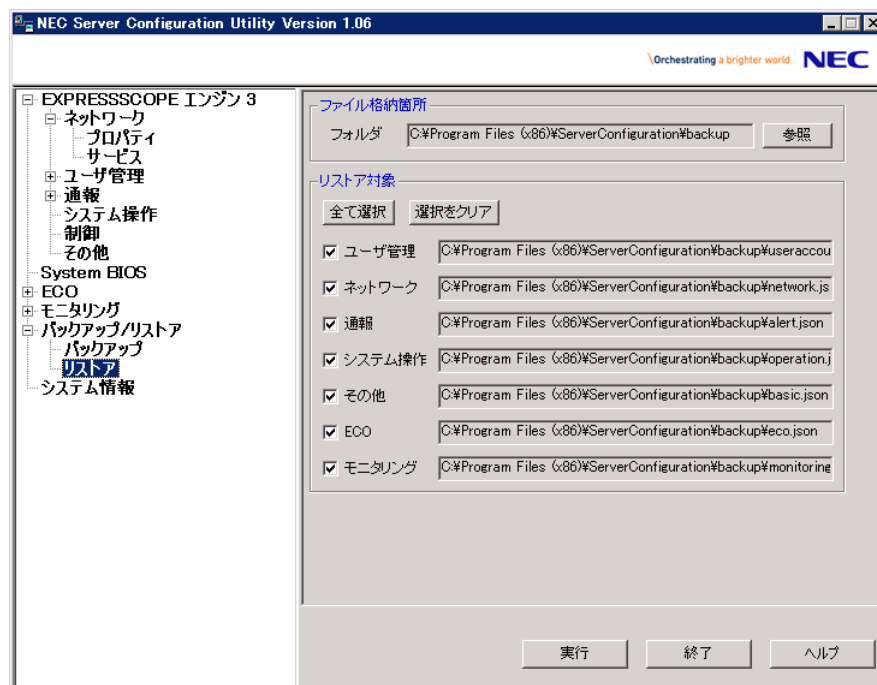 NEC Server Configuration Utility Version 1.06
\Orchestrating a brighter world NEC
EXPRESSSCOPE エンジン 3
ネットワーク
プロパティ
サービス
ユーザ管理
通報
システム操作
制御
その他
System BIOS
ECO
モニタリング
バックアップ/リストア
バックアップ
リストア
システム情報
ファイル格納箇所
フォルダ C:¥Program Files (x86)¥ServerConfiguration¥backup 参照
リストア対象
全て選択 選択をクリア
ユーザ管理 C:¥Program Files (x86)¥ServerConfiguration¥backup¥useraccou
ネットワーク C:¥Program Files (x86)¥ServerConfiguration¥backup¥network.js
通報 C:¥Program Files (x86)¥ServerConfiguration¥backup¥alert.json
システム操作 C:¥Program Files (x86)¥ServerConfiguration¥backup¥operation.j
その他 C:¥Program Files (x86)¥ServerConfiguration¥backup¥basic.json
ECO C:¥Program Files (x86)¥ServerConfiguration¥backup¥eco.json
モニタリング C:¥Program Files (x86)¥ServerConfiguration¥backup¥monitoring
実行 終了 ヘルプ